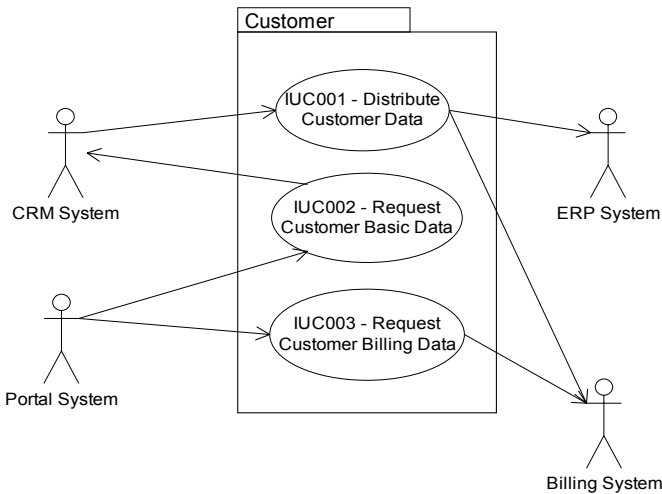 Customer
IUC001 - Distribute
Customer Data
CRM System
ERP System
IUC002 - Request
Customer Basic Data
IUC003 - Request
Customer Billing Data
Portal System
Billing System